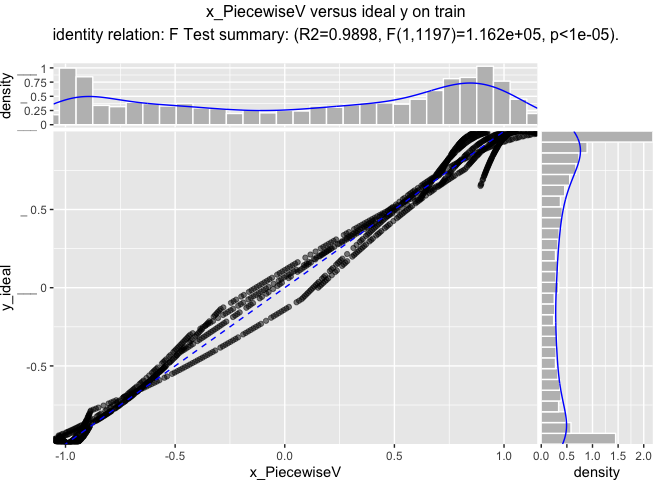 x_PiecewiseV versus ideal y on train
identity relation: F Test summary: (R2=0.9898, F(1,1197)=1.162e+05, p<1e-05).
density
1
0.75
0.5
0.25
0
y_ideal
0.5
0
-0.5
-1.0 -0.5 0.0 0.5 1.0
x_PiecewiseV
0.0 0.5 1.0 1.5 2.0
density